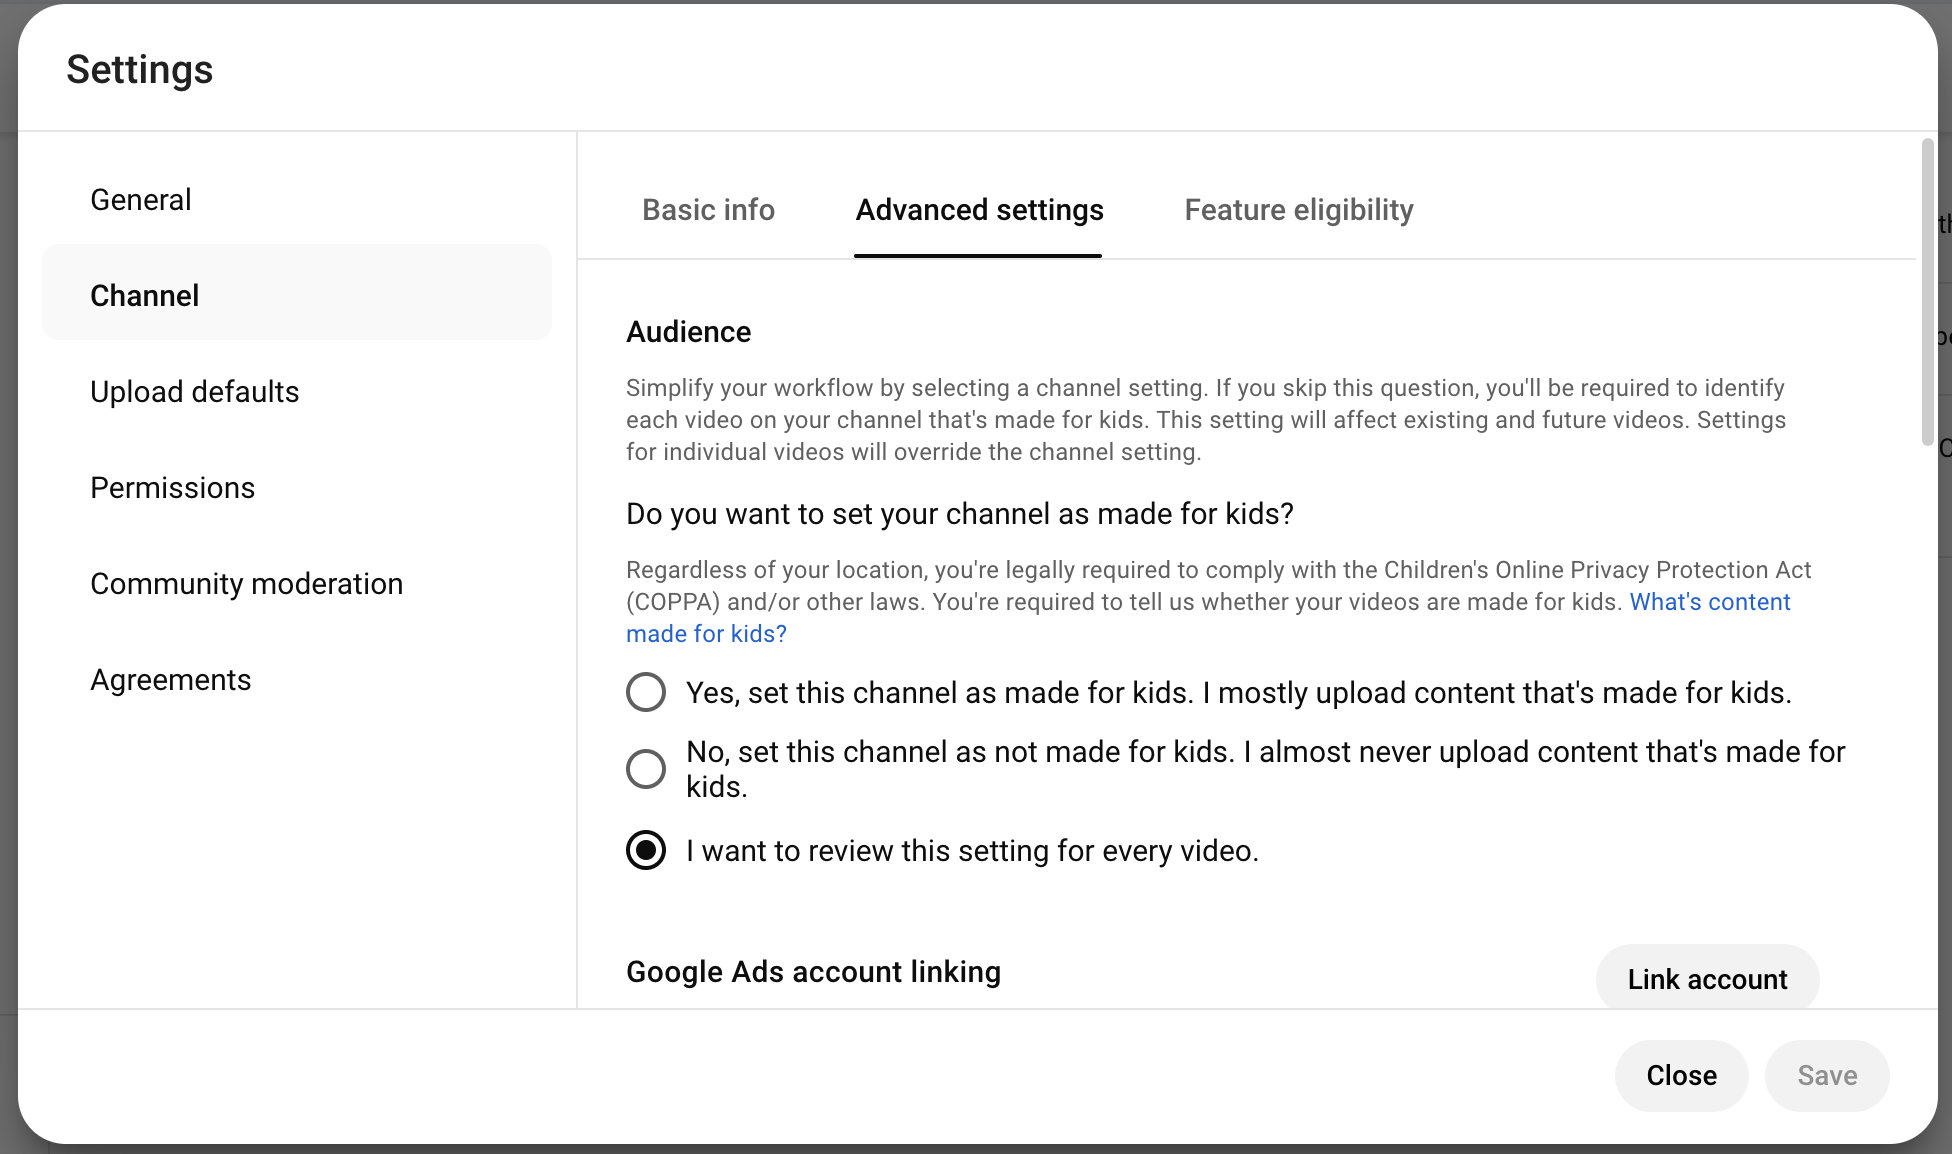 Settings
General
Channel
Upload defaults
Permissions
Community moderation
Agreements
Basic info
Advanced settings
Feature eligibility
Audience
Simplify your workflow by selecting a channel setting. If you skip this question, you'll be required to identify
each video on your channel that's made for kids. This setting will affect existing and future videos. Settings
for individual videos will override the channel setting.
Do you want to set your channel as made for kids?
Regardless of your location, you're legally required to comply with the Children's Online Privacy Protection Act
(COPPA) and/or other laws. You're required to tell us whether your videos are made for kids. What's content
made for kids?
Yes, set this channel as made for kids. I mostly upload content that's made for kids.
No, set this channel as not made for kids. I almost never upload content that's made for
kids.
I want to review this setting for every video.
Google Ads account linking
Link account
Close
Save